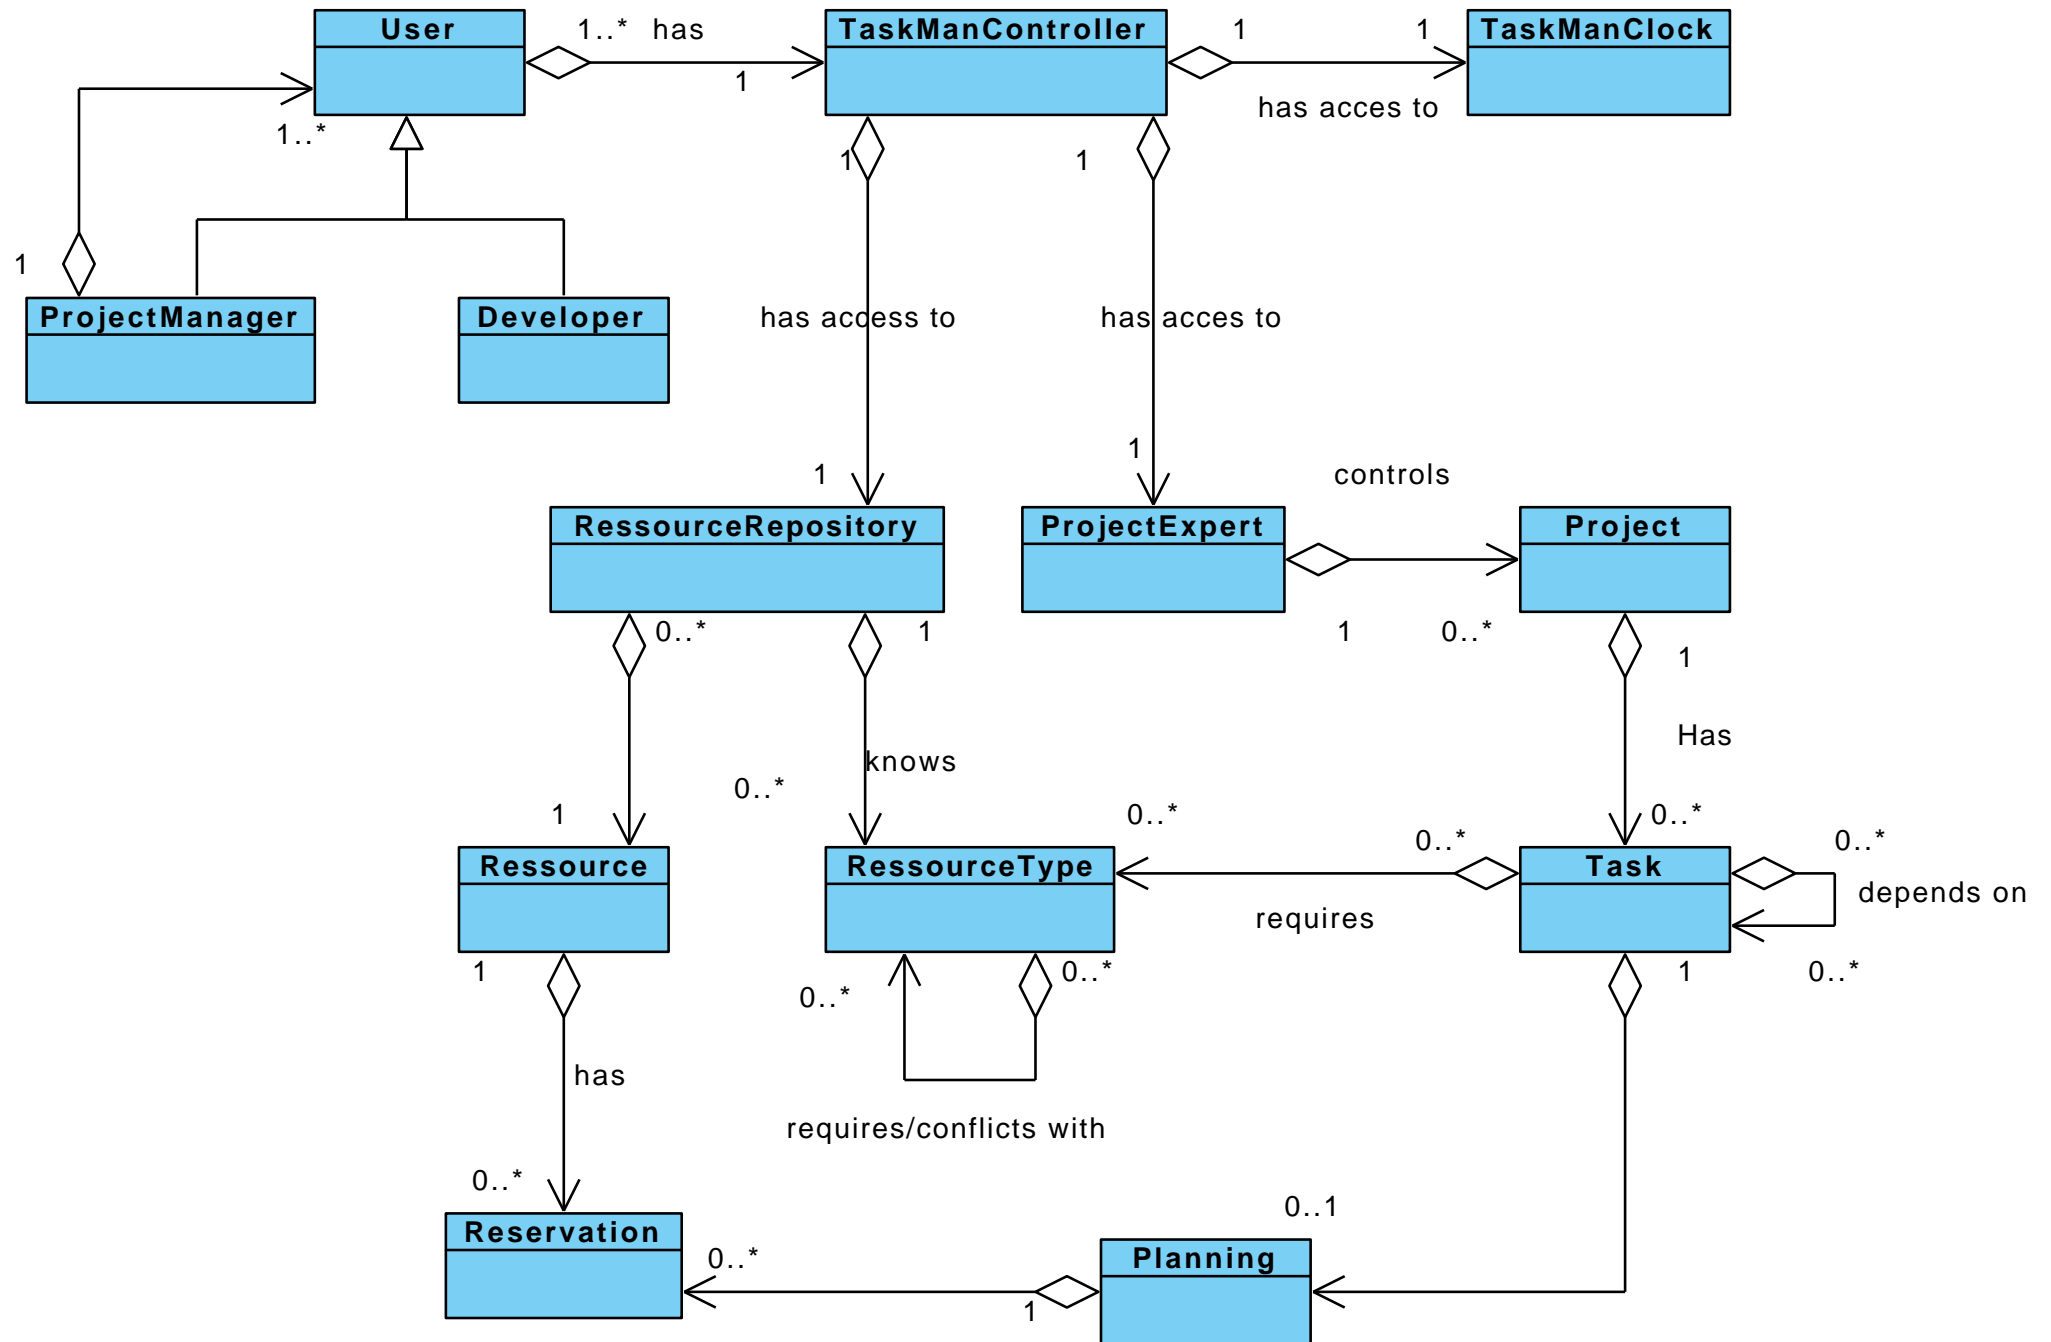 User
1..* has
TaskManController
1
1
TaskManClock
1
has acces to
1..*
1
1
1
ProjectManager
Developer
has access to
has acces to
1
1
controls
RessourceRepository
ProjectExpert
Project
0..*
1
1
0..*
1
Has
knows
0..*
1
0..*
0..*
0..*
0..*
Ressource
RessourceType
Task
depends on
requires
1
0..*
0..*
1
0..*
has
requires/conflicts with
0..*
0..1
Reservation
0..*
Planning
1